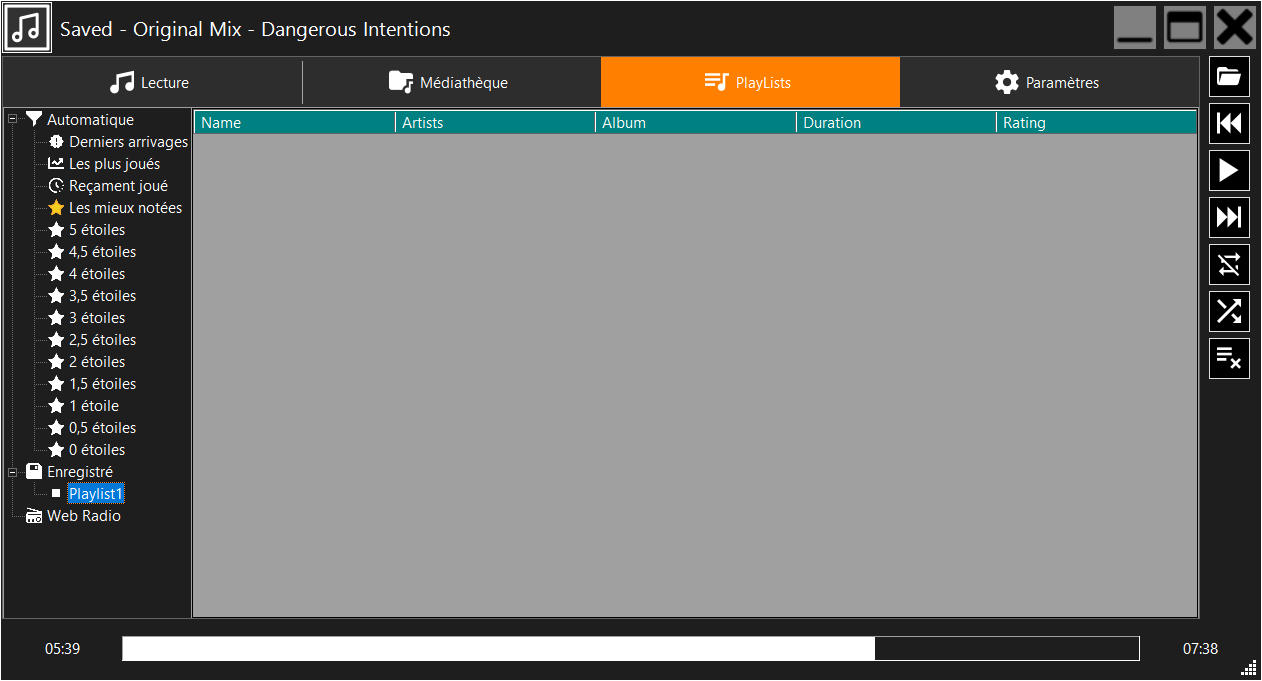 Saved - Original Mix - Dangerous Intentions
Lecture
Médiathèque
PlayLists
Paramètres
Automatique
Derniers arrivages
Les plus joués
Reçament joué
Les mieux notées
5 étoiles
4,5 étoiles
4 étoiles
3,5 étoiles
3 étoiles
2,5 étoiles
2 étoiles
1,5 étoiles
1 étoile
0,5 étoiles
0 étoiles
Enregistré
Playlist1
Web Radio
Name Artists Album Duration Rating
05:39 07:38